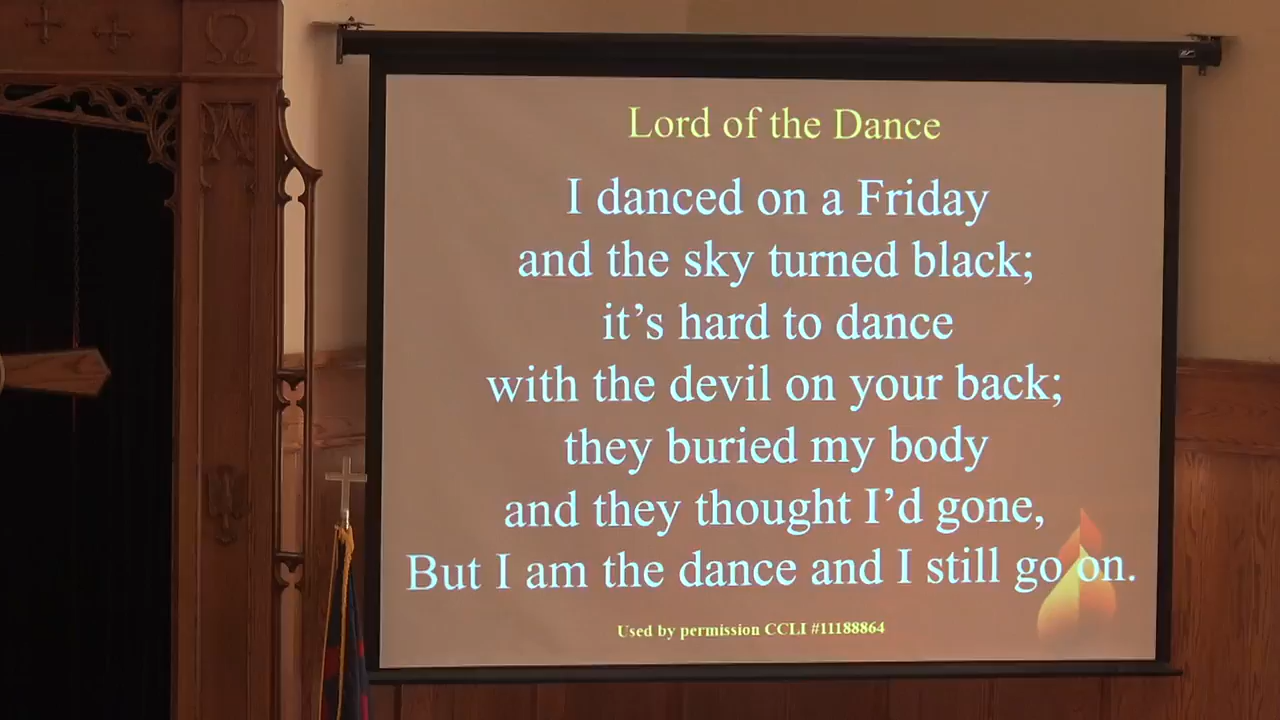 Ω
Lord of the Dance
I danced on a Friday
and the sky turned black;
it's hard to dance
with the devil on your back;
they buried my body
and they thought I'd gone,
But I am the dance and I still go on.
Used by permission CCLI #11188864